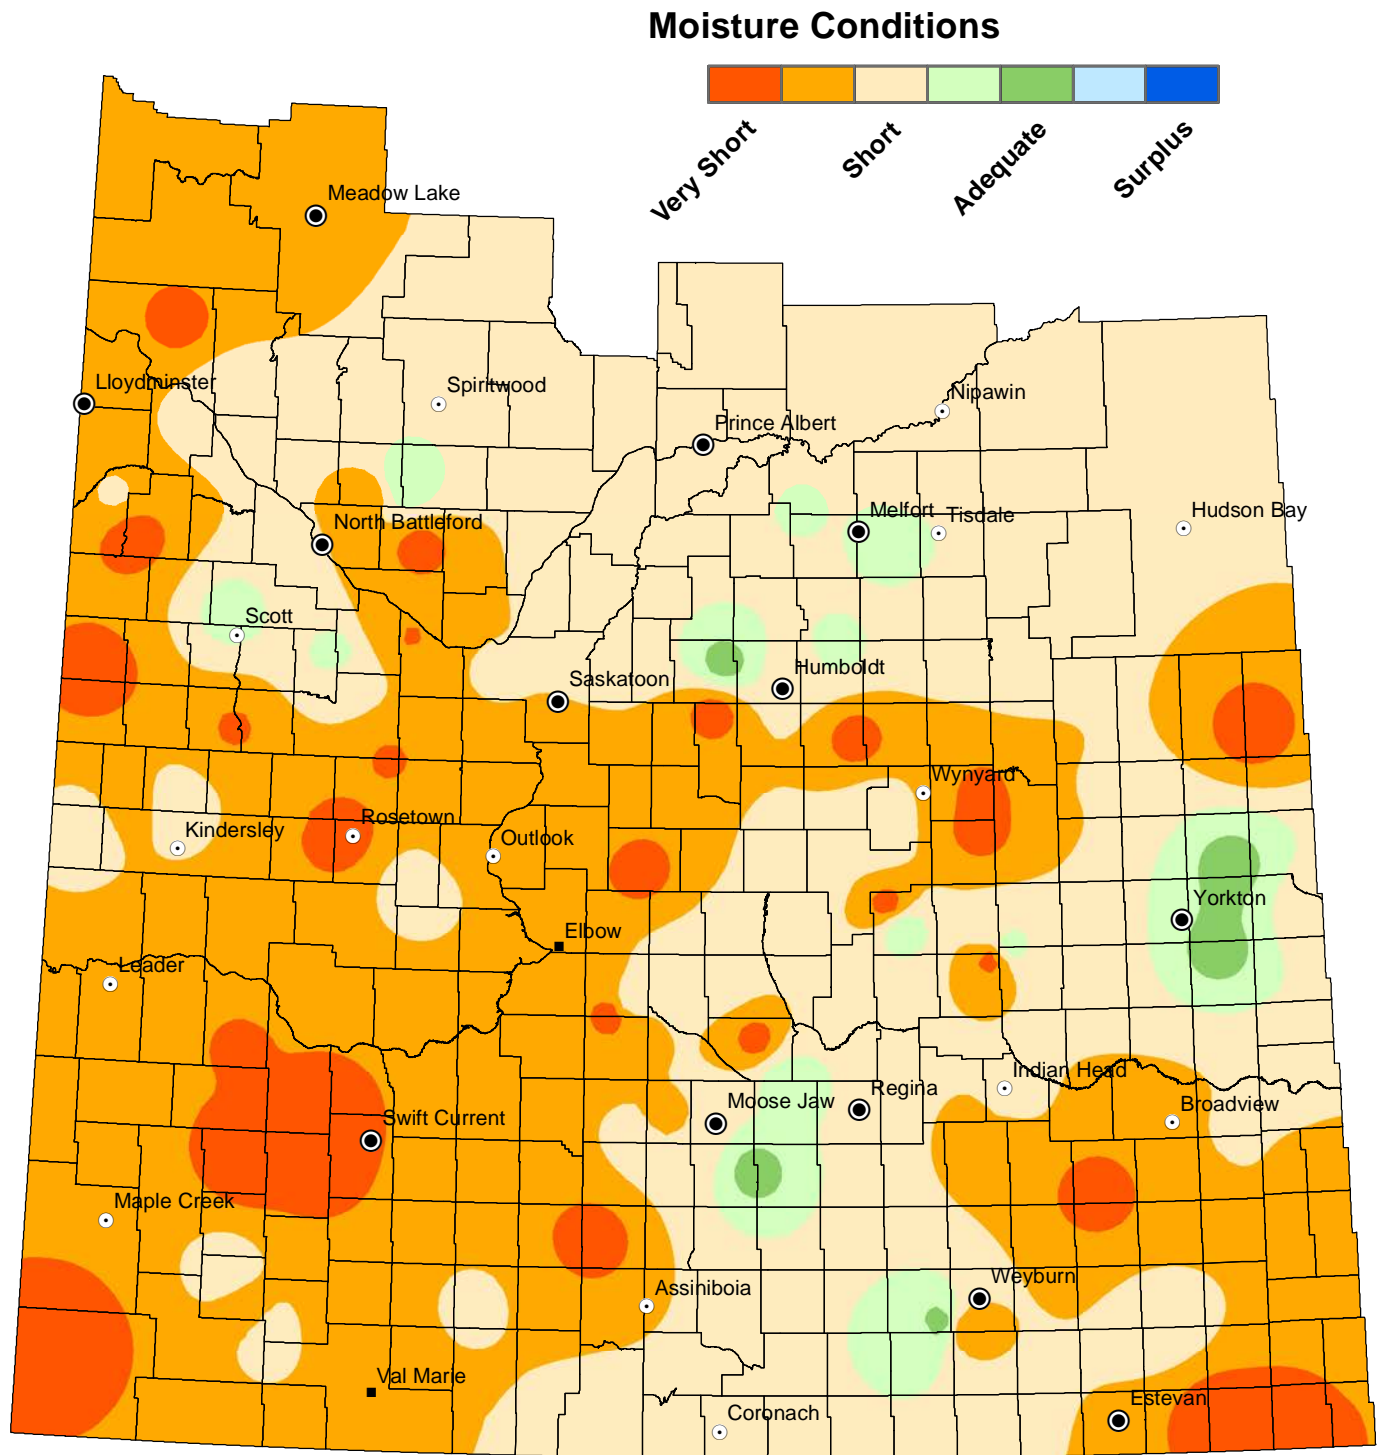 Moisture Conditions
Very Short
Short
Adequate
Surplus
Meadow Lake
Lloydminster
Spiritwood
Nipawin
Prince Albert
Melfort
Tisdale
Hudson Bay
North Battleford
Scott
Saskatoon
Humboldt
Wynyard
Kindersley
Rosetown
Outlook
Yorkton
Elbow
Leader
Indian Head
Regina
Moose Jaw
Broadview
Swift Current
Maple Creek
Weyburn
Assiniboia
Val Marie
Estevan
Coronach